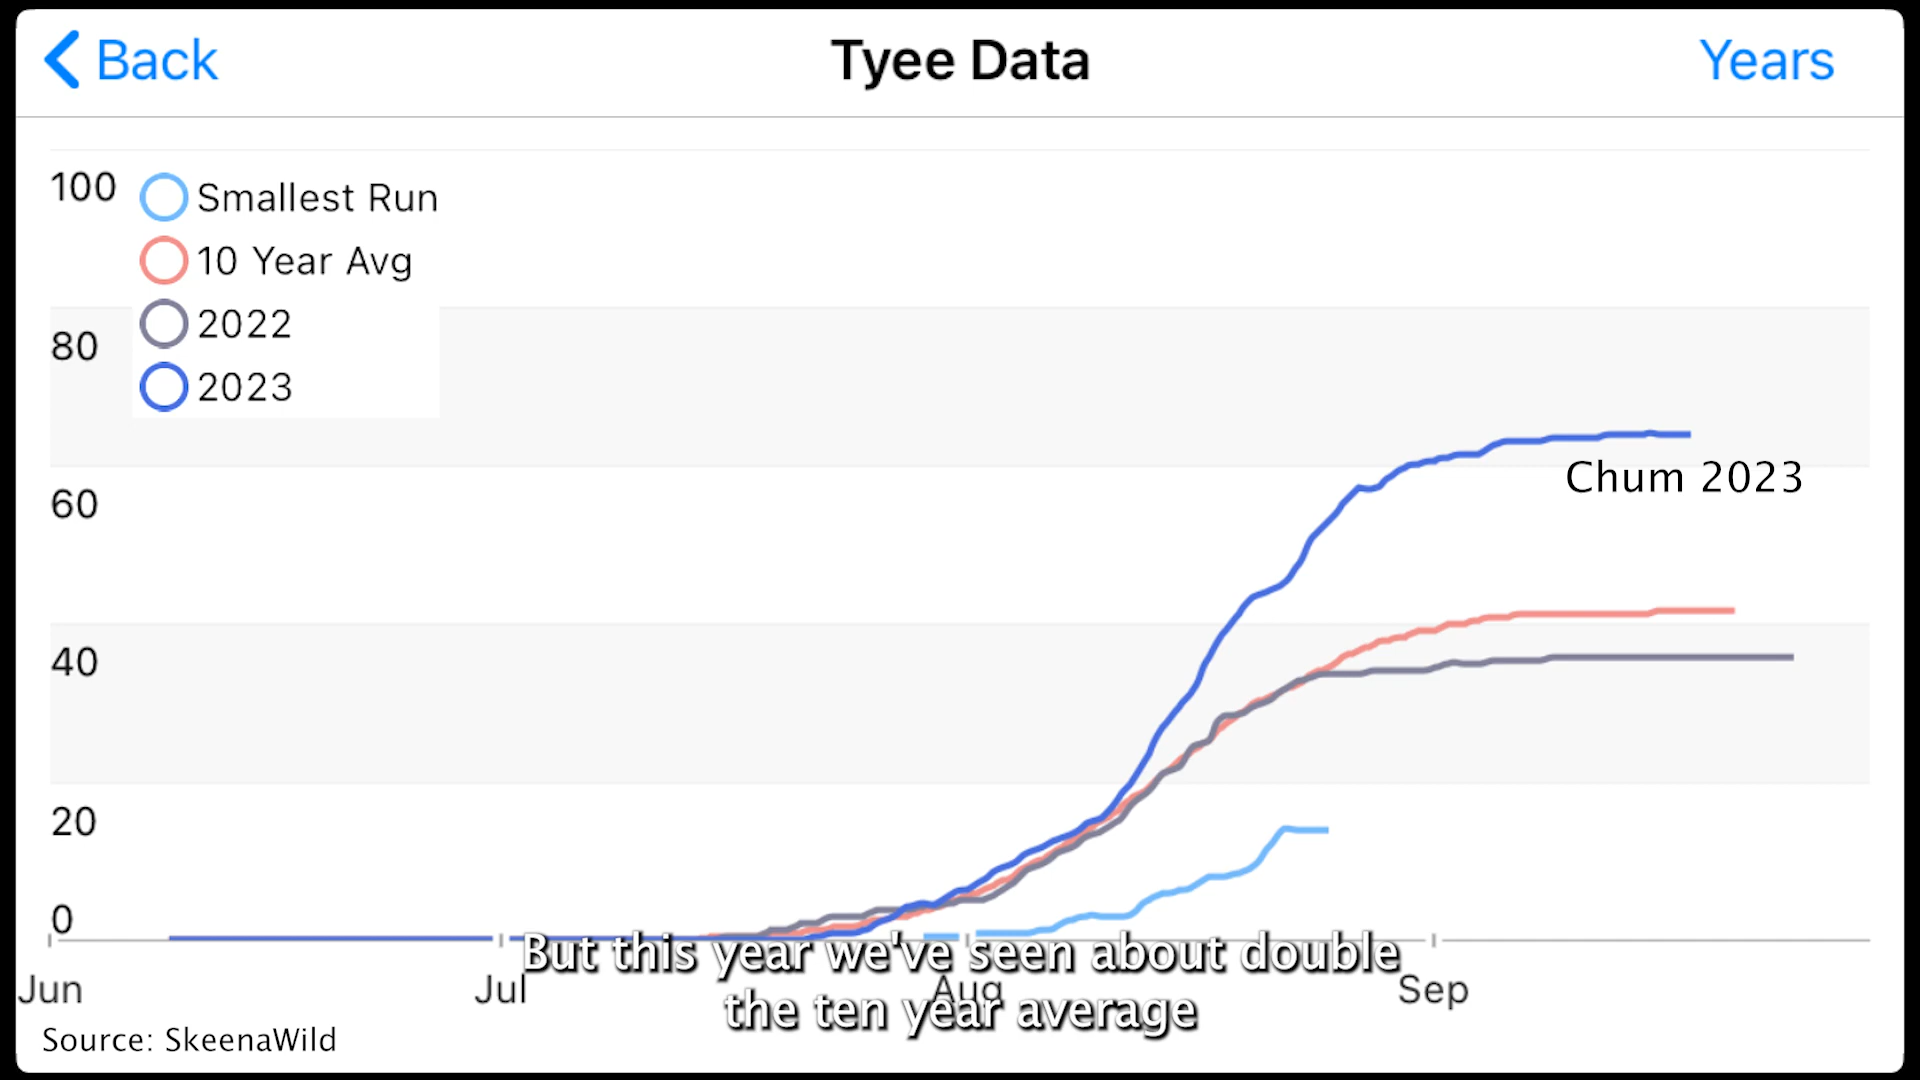 Back
Tyee Data
Years
100
80
60
40
20
0
Smallest Run
10 Year Avg
2022
2023
Chum 2023
Jun
Jul
Aug
Sep
But this year we've seen about double
the ten year average
Source: SkeenaWild